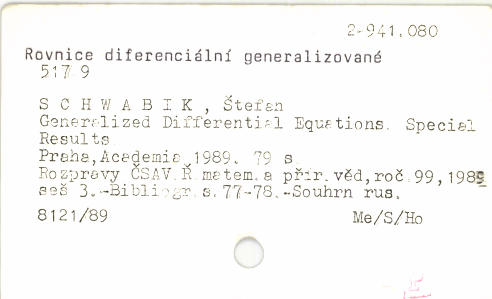 2-941.080
Rovnice diferenciální generalizované
517 9
S C H W A B I K , Štefan
Generalized Differential Equations. Special
Results
Praha,Academia 1989. 79 s
Rozpravy ČSAV.Ř matem.a přír.věd,roč.99,1989
seš 3.-Bibliogr.s.77-78.-Souhrn rus.
8121/89
Me/S/Ho